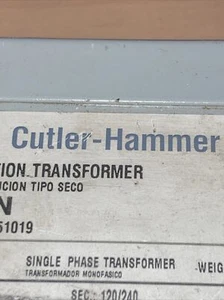 Cutler-Hammer
TION TRANSFORMER
ICION TIPO SECO
N
51019
SINGLE PHASE TRANSFORMER
WEIG
TRANSFORMADOR MONOFASICO
SEC. 120/240